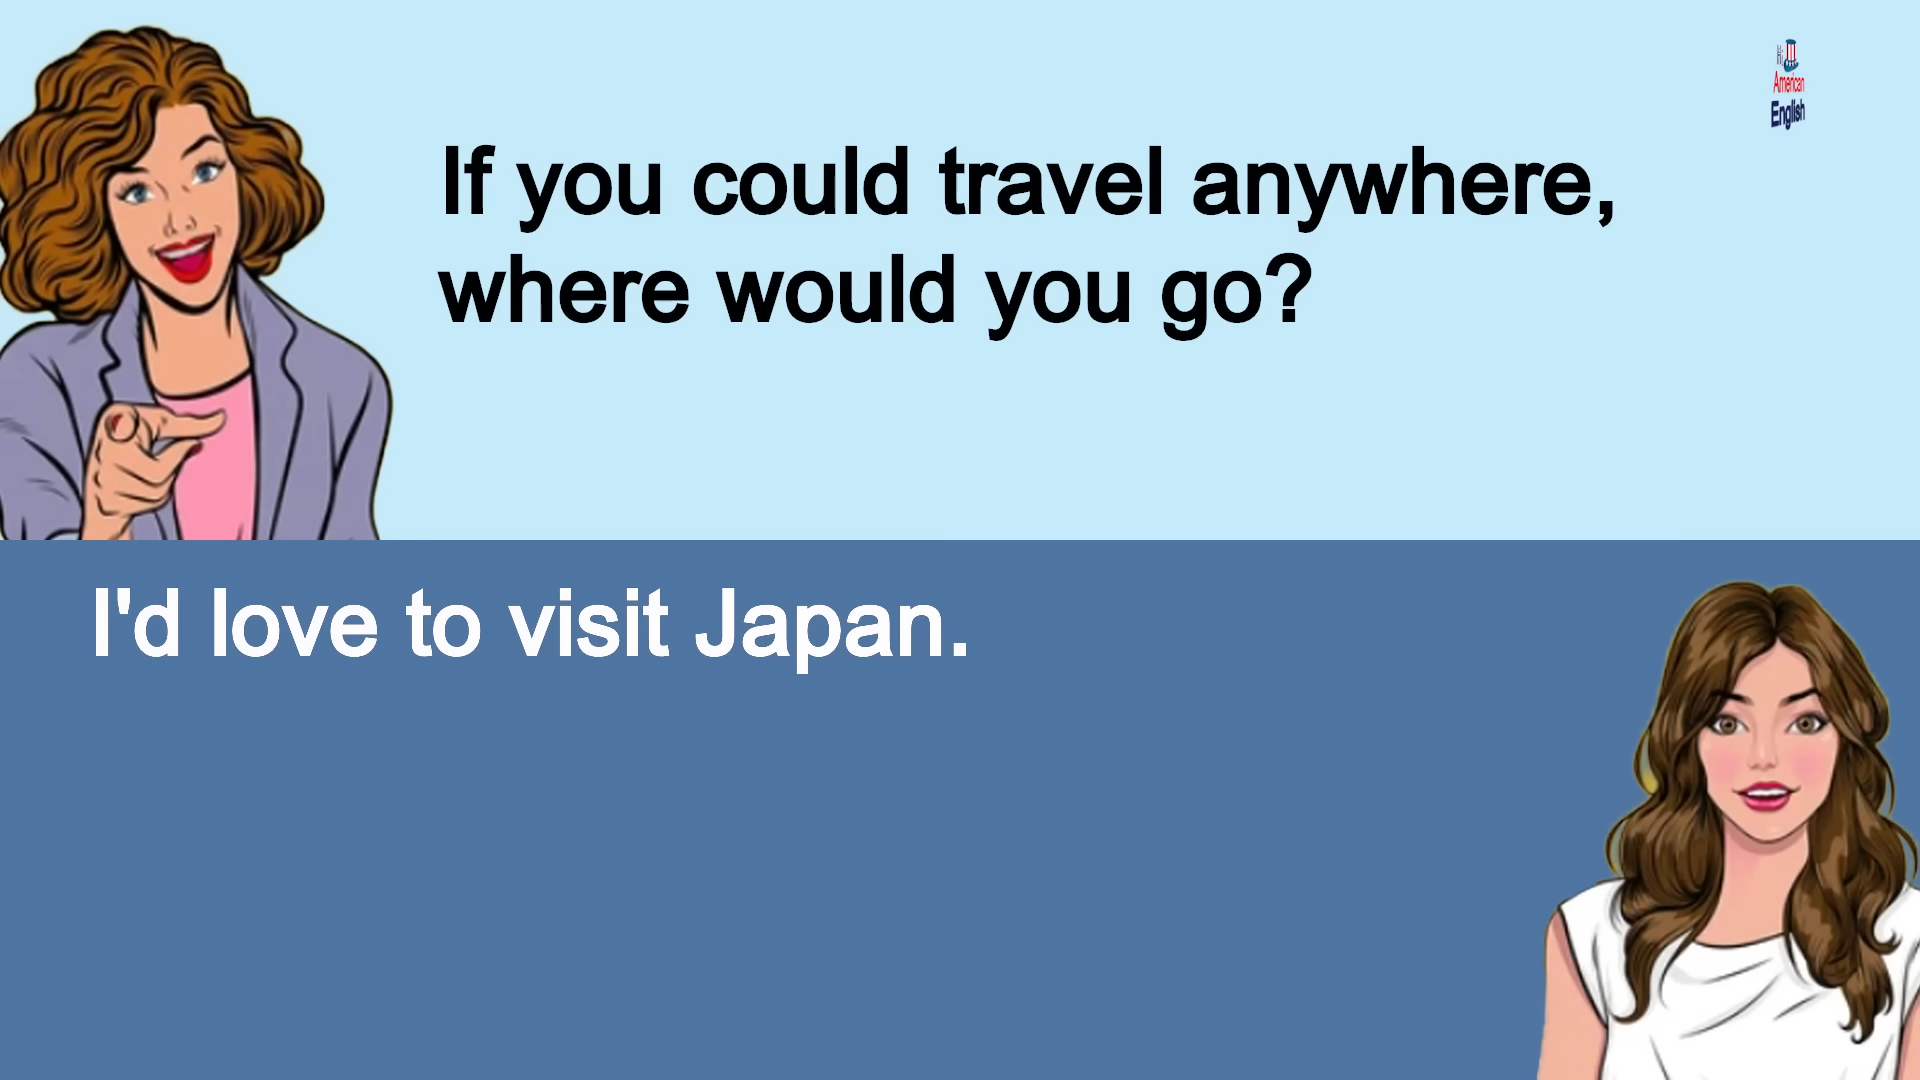 American
English
If you could travel anywhere,
where would you go?
I'd love to visit Japan.